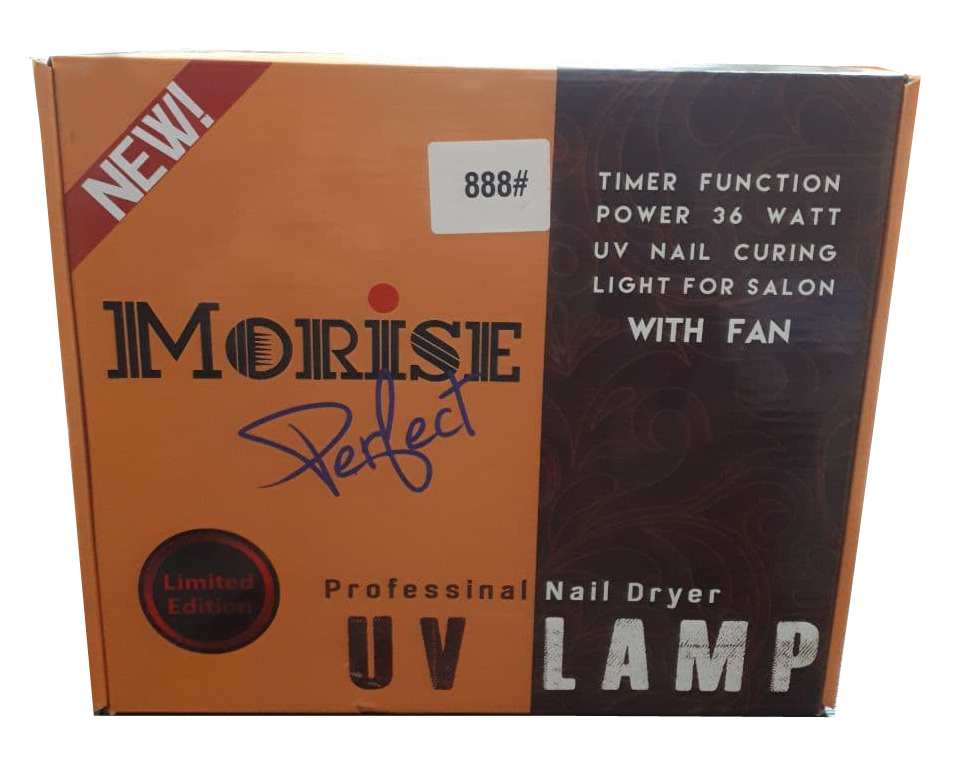 NEW!
888#
TIMER FUNCTION
POWER 36 WATT
UV NAIL CURING
LIGHT FOR SALON
WITH FAN
MORISE
Perfect
Limited
Edition
Professinal Nail Dryer
UV LAMP